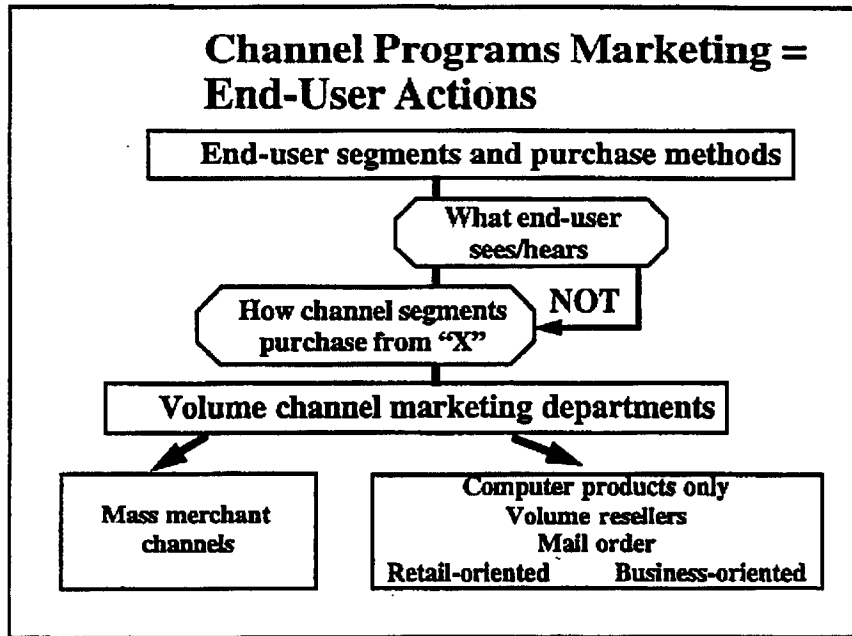 Channel Programs Marketing =
End-User Actions
End-user segments and purchase methods
What end-user
sees/hears
NOT
How channel segments
purchase from “X”
Volume channel marketing departments
Mass merchant
channels
Computer products only
Volume resellers
Mail order
Retail-oriented Business-oriented